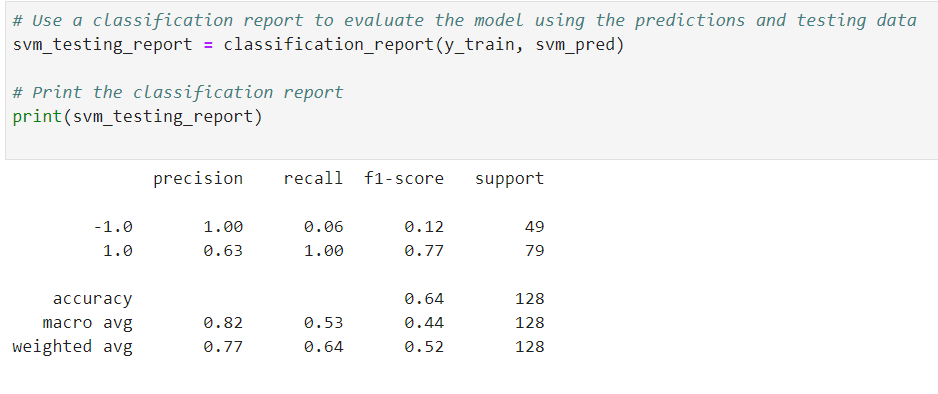 # Use a classification report to evaluate the model using the predictions and testing data
svm_testing_report = classification_report(y_train, svm_pred)
# Print the classification report
print(svm_testing_report)
precision recall f1-score support
-1.0 1.00 0.06 0.12 49
1.0 0.63 1.00 0.77 79
accuracy 0.64 128
macro avg 0.82 0.53 0.44 128
weighted avg 0.77 0.64 0.52 128